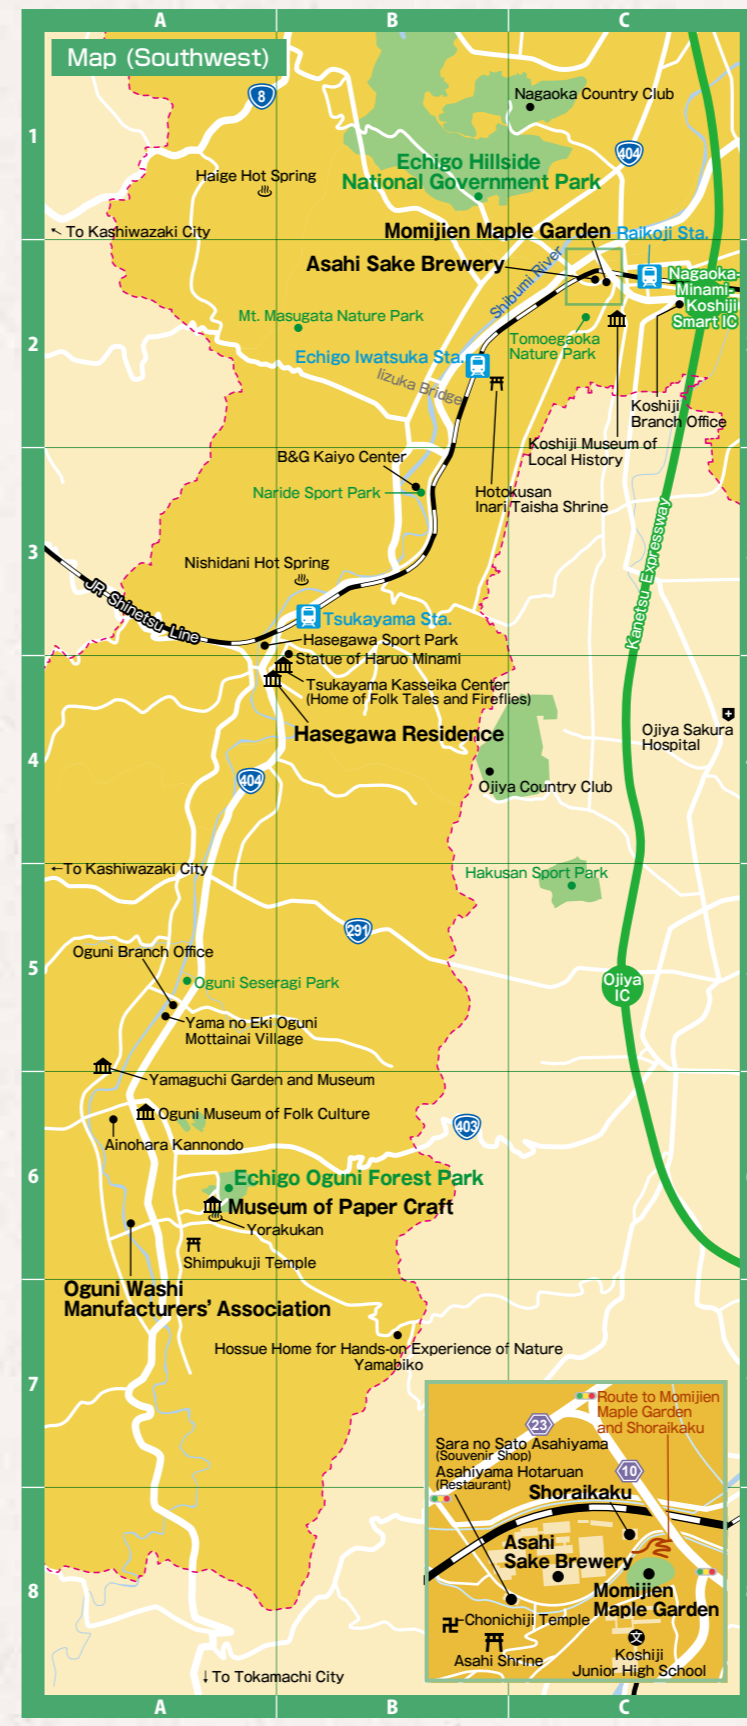 A
B
C
Map (Southwest)
8
Nagaoka Country Club
1
404
Echigo Hillside
National Government Park
Haige Hot Spring
To Kashiwazaki City
Momijien Maple Garden
Raikoji Sta.
Asahi Sake Brewery
Shibumi River
Nagaoka-
Minami-
Koshiji
Smart IC
Mt. Masugata Nature Park
2
Tomoegaoka
Nature Park
Echigo Iwatsuka Sta.
Iizuka Bridge
Koshiji
Branch Office
Koshiji Museum of
Local History
B&G Kaiyo Center
Naride Sport Park
Hotokusan
Inari Taisha Shrine
3
Kanetsu Expressway
Nishidani Hot Spring
JR Shinetsu Line
Tsukayama Sta.
Hasegawa Sport Park
Statue of Haruo Minami
Tsukayama Kasseika Center
(Home of Folk Tales and Fireflies)
Hasegawa Residence
Ojiya Sakura
Hospital
4
404
Ojiya Country Club
←To Kashiwazaki City
Hakusan Sport Park
291
Oguni Branch Office
5
Oguni Seseragi Park
Ojiya
IC
Yama no Eki Oguni
Mottainai Village
Yamaguchi Garden and Museum
Oguni Museum of Folk Culture
403
Ainohara Kannondo
6
Echigo Oguni Forest Park
Museum of Paper Craft
Yorakukan
Shimpukuji Temple
Oguni Washi
Manufacturers' Association
Hossue Home for Hands-on Experience of Nature
Yamabiko
7
Route to Momijien
Maple Garden
and Shoraikaku
23
Sara no Sato Asahiyama
(Souvenir Shop)
Asahiyama Hotaruan
(Restaurant)
10
Shoraikaku
Asahi
Sake Brewery
8
Momijien
Maple Garden
Chonichiji Temple
Asahi Shrine
文
Koshiji
Junior High School
↓To Tokamachi City
A
B
C